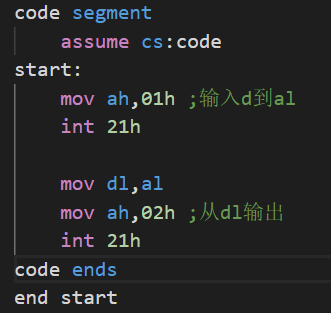 code segment
    assume cs:code
start:
    mov ah,01h ;输入d到al
    int 21h

    mov dl,al
    mov ah,02h ;从dl输出
    int 21h
code ends
end start